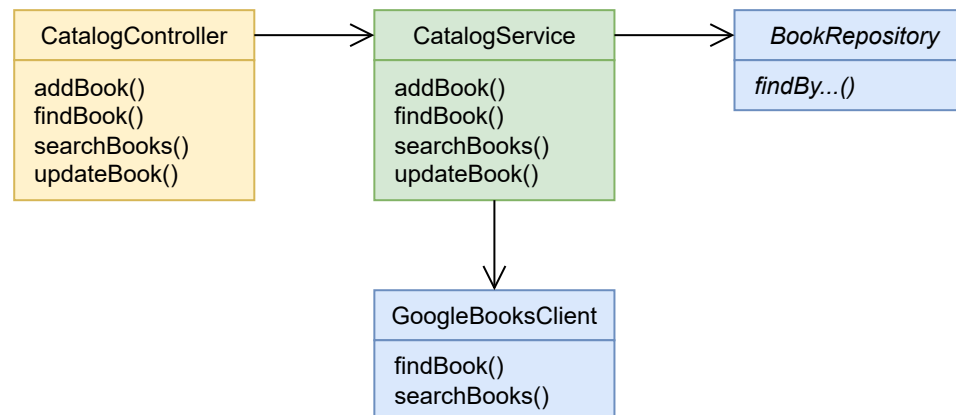 CatalogController
addBook()
findBook()
searchBooks()
updateBook()
CatalogService
addBook()
findBook()
searchBooks()
updateBook()
BookRepository
findBy...()
GoogleBooksClient
findBook()
searchBooks()